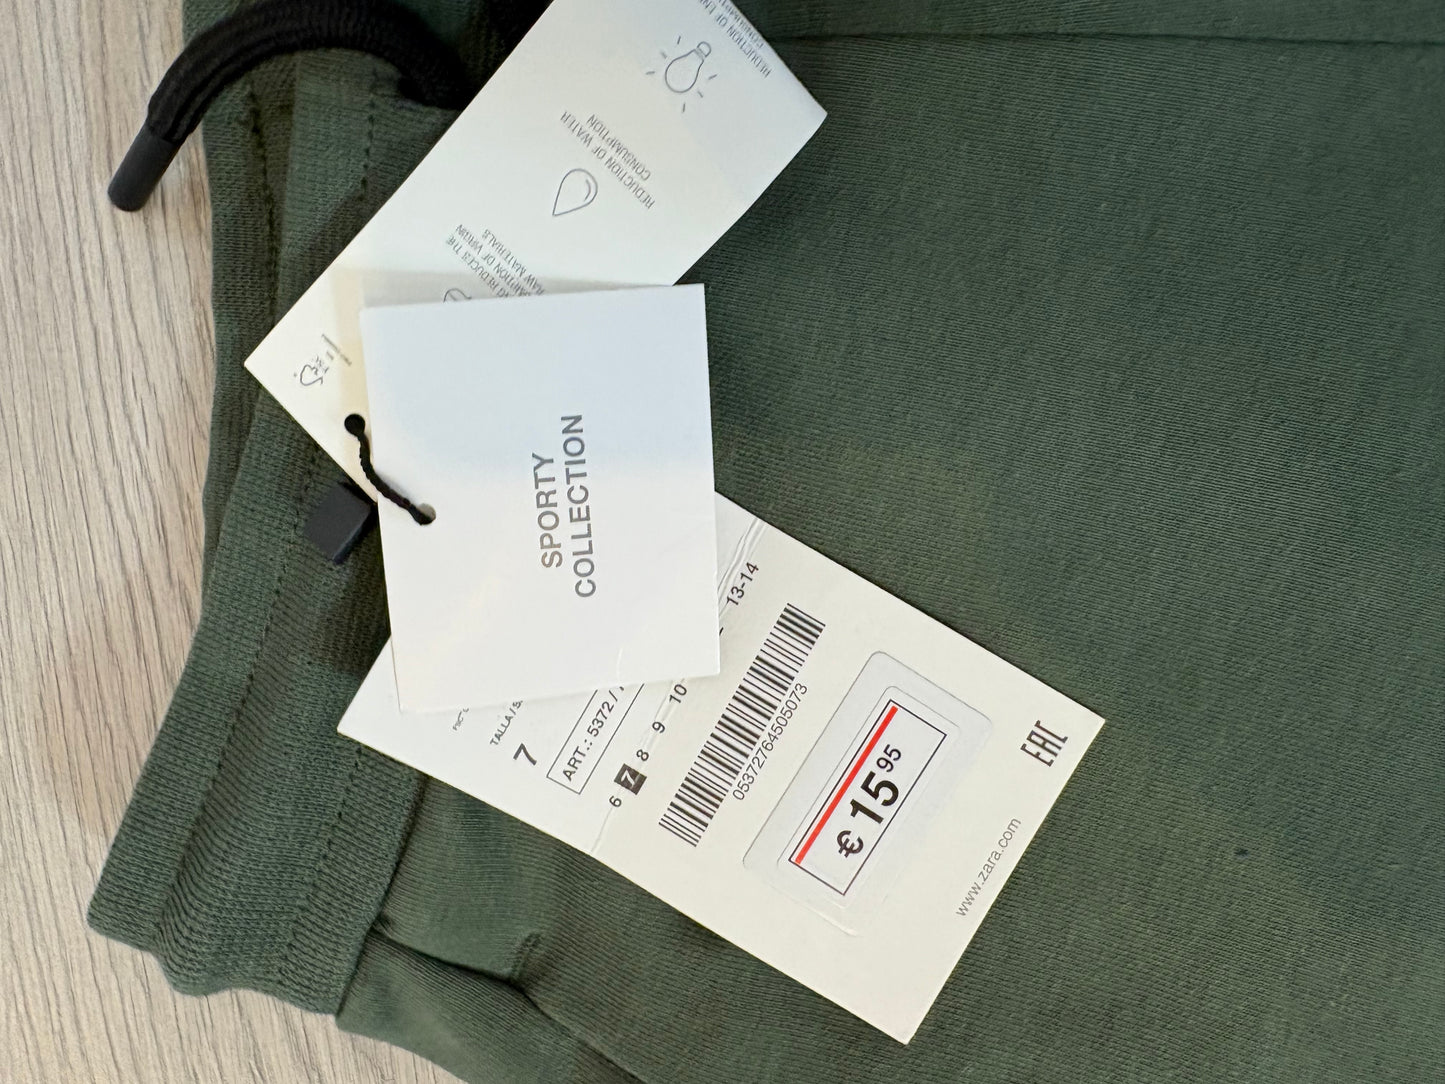 REDUCTION OF WATER
CONSUMPTION
RAW MATERIALS
SPORTY
COLLECTION
7
ART.: 5372 /
6 7 8 9 10
13-14
05372764505073
€ 15 95
EAC
www.zara.com